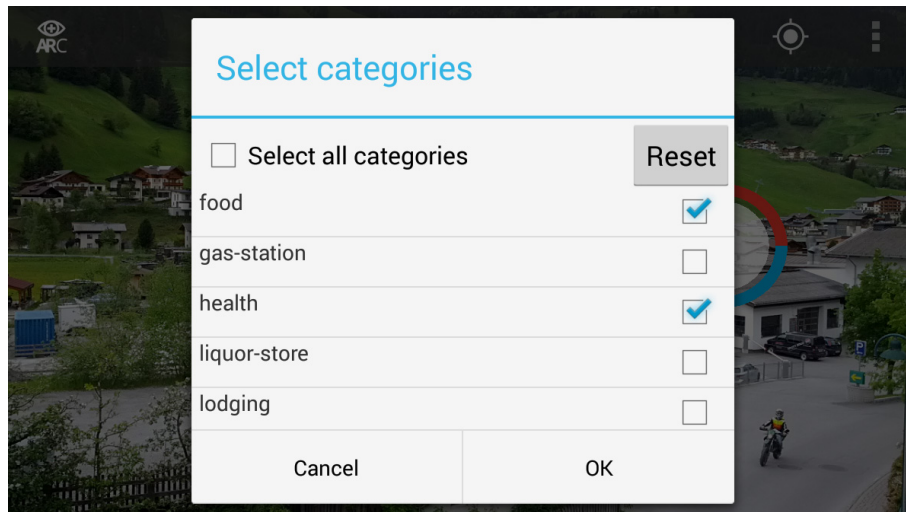 ARC
Select categories
Select all categories
Reset
food
gas-station
health
liquor-store
lodging
Cancel
OK
P